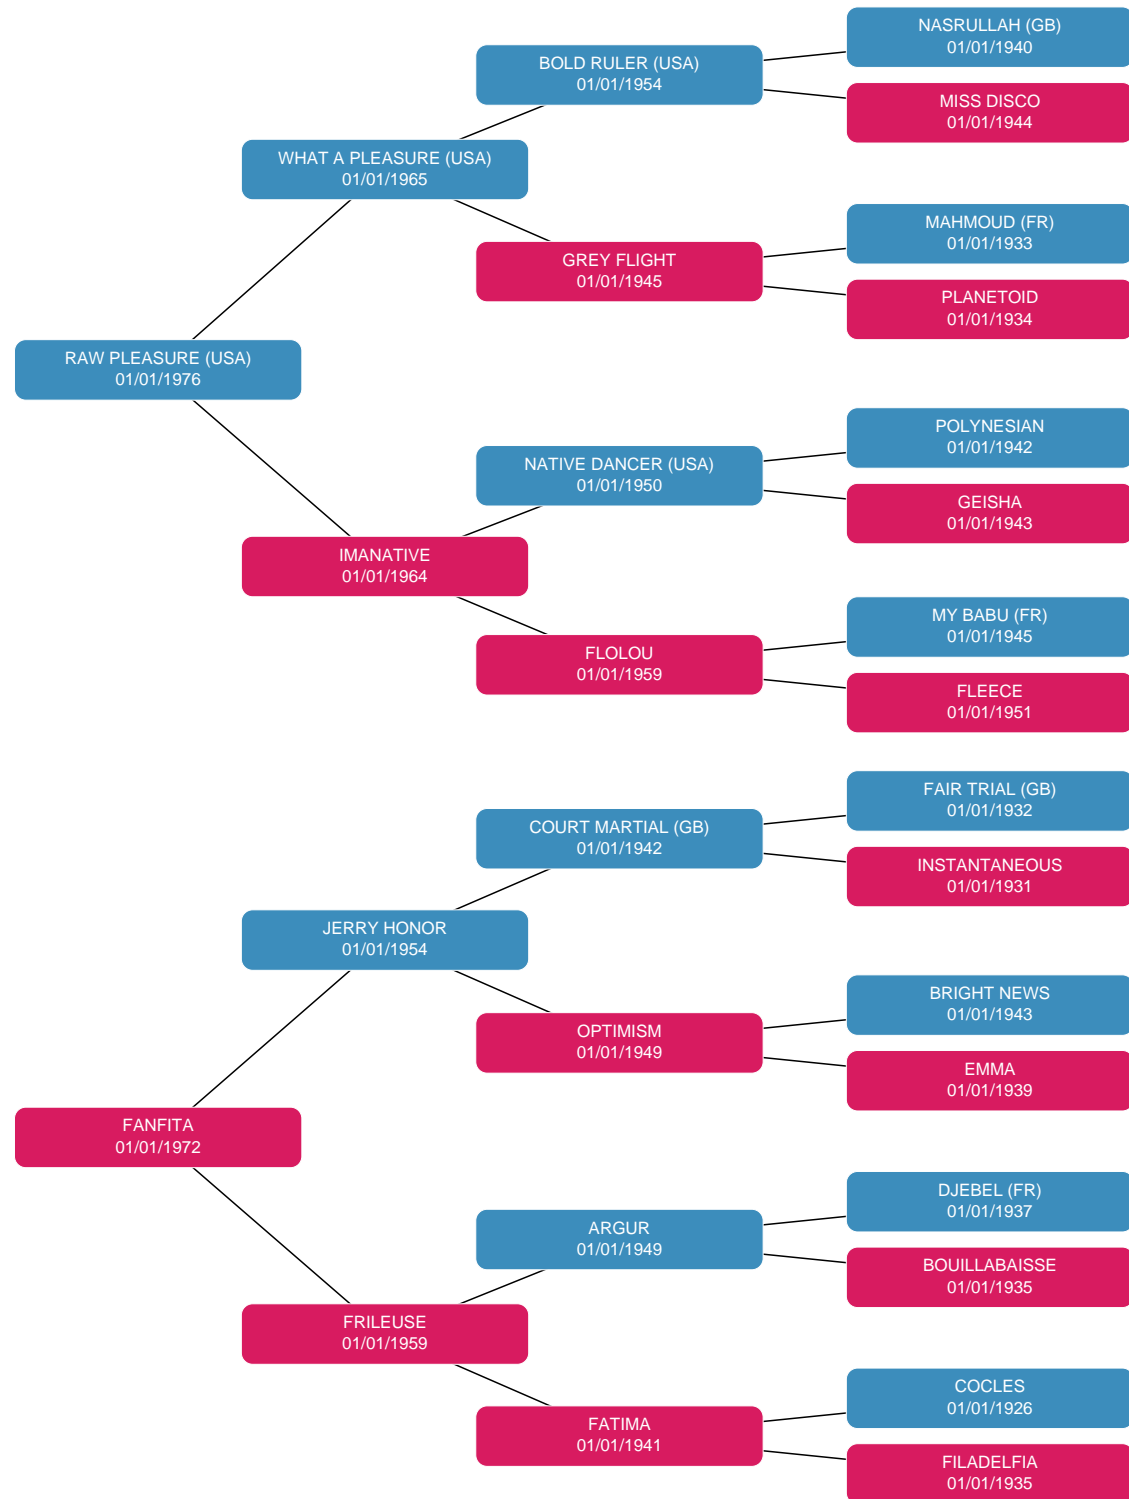 NASRULLAH (GB)
01/01/1940
BOLD RULER (USA)
01/01/1954
MISS DISCO
01/01/1944
WHAT A PLEASURE (USA)
01/01/1965
MAHMOUD (FR)
01/01/1933
GREY FLIGHT
01/01/1945
PLANETOID
01/01/1934
RAW PLEASURE (USA)
01/01/1976
POLYNESIAN
01/01/1942
NATIVE DANCER (USA)
01/01/1950
GEISHA
01/01/1943
IMANATIVE
01/01/1964
MY BABU (FR)
01/01/1945
FLOLOU
01/01/1959
FLEECE
01/01/1951
FAIR TRIAL (GB)
01/01/1932
COURT MARTIAL (GB)
01/01/1942
INSTANTANEOUS
01/01/1931
JERRY HONOR
01/01/1954
BRIGHT NEWS
01/01/1943
OPTIMISM
01/01/1949
EMMA
01/01/1939
FANFITA
01/01/1972
DJEBEL (FR)
01/01/1937
ARGUR
01/01/1949
BOUILLABAISSE
01/01/1935
FRILEUSE
01/01/1959
COCLES
01/01/1926
FATIMA
01/01/1941
FILADELFIA
01/01/1935